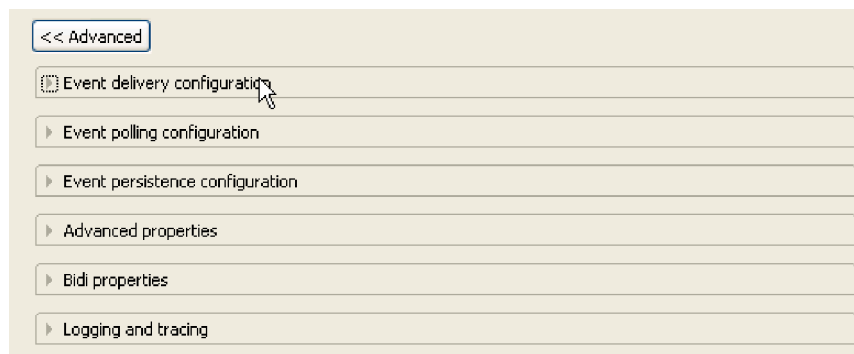 << Advanced
Event delivery configuration
Event polling configuration
Event persistence configuration
Advanced properties
Bidi properties
Logging and tracing